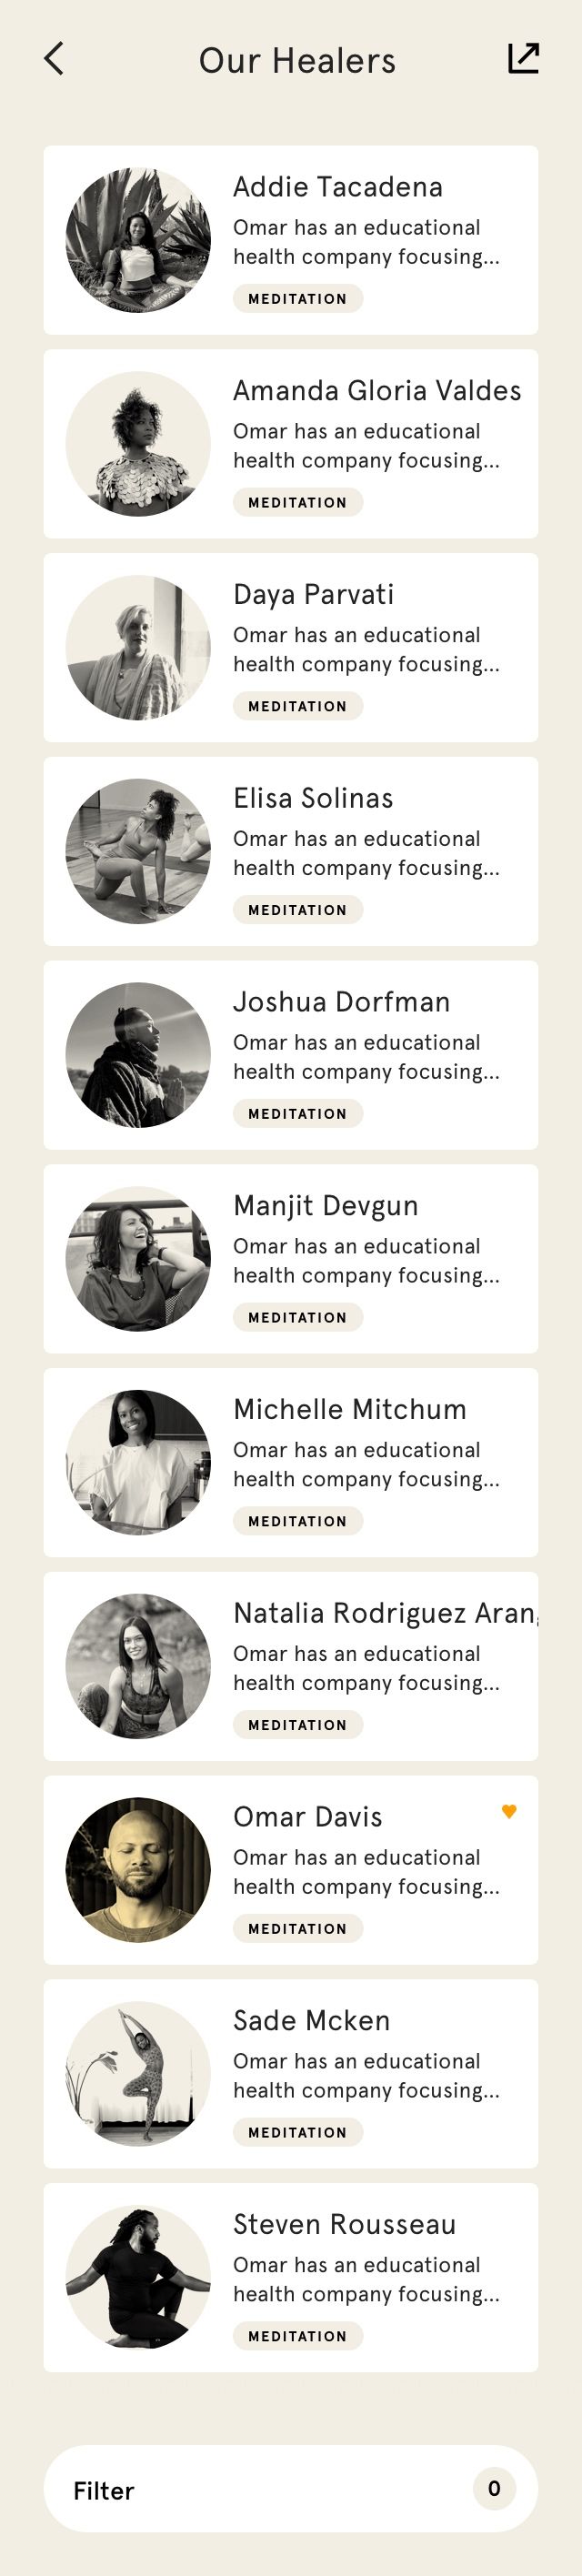 Our Healers
Addie Tacadena
Omar has an educational
health company focusing...
MEDITATION
Amanda Gloria Valdes
Omar has an educational
health company focusing...
MEDITATION
Daya Parvati
Omar has an educational
health company focusing...
MEDITATION
Elisa Solinas
Omar has an educational
health company focusing...
MEDITATION
Joshua Dorfman
Omar has an educational
health company focusing...
MEDITATION
Manjit Devgun
Omar has an educational
health company focusing...
MEDITATION
Michelle Mitchum
Omar has an educational
health company focusing...
MEDITATION
Natalia Rodriguez Aran
Omar has an educational
health company focusing...
MEDITATION
Omar Davis
Omar has an educational
health company focusing...
MEDITATION
Sade Mcken
Omar has an educational
health company focusing...
MEDITATION
Steven Rousseau
Omar has an educational
health company focusing...
MEDITATION
Filter 0